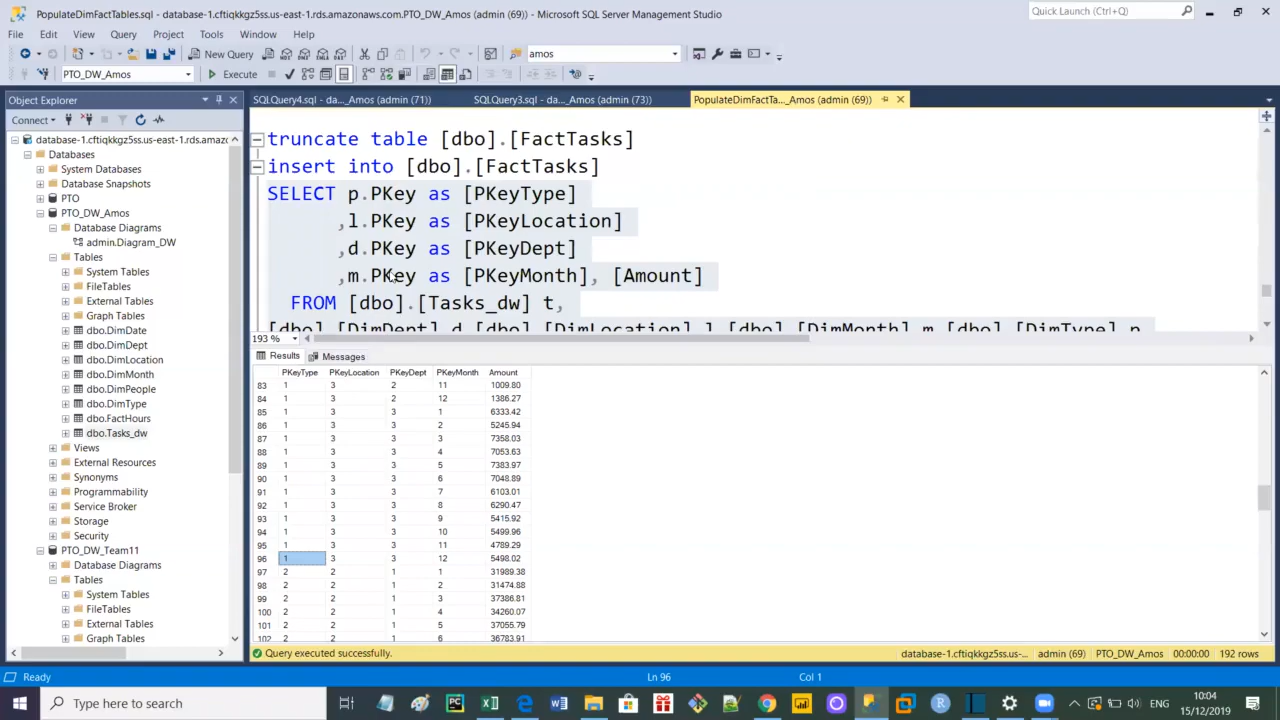 PopulateDimFactTables.sql - database-1.cftiqkkgz5ss.us-east-1.rds.amazonaws.com.PTO_DW_Amos (admin (69)) - Microsoft SQL Server Management Studio
Quick Launch (Ctrl+Q)
File Edit View Query Project Tools Window Help
New Query
amos
PTO_DW_Amos
Execute
Object Explorer
SQLQuery4.sql - da..._Amos (admin (71))
SQLQuery3.sql - da..._Amos (admin (73))
PopulateDimFactTa..._Amos (admin (69))
Connect
database-1.cftiqkkgz5ss.us-east-1.rds.amazo
Databases
System Databases
Database Snapshots
PTO
PTO_DW_Amos
Database Diagrams
admin.Diagram_DW
Tables
System Tables
FileTables
External Tables
Graph Tables
dbo.DimDate
dbo.DimDept
dbo.DimLocation
dbo.DimMonth
dbo.DimPeople
dbo.DimType
dbo.FactHours
dbo.Tasks_dw
Views
External Resources
Synonyms
Programmability
Service Broker
Storage
Security
PTO_DW_Team11
Database Diagrams
Tables
System Tables
FileTables
External Tables
Graph Tables
truncate table [dbo].[FactTasks]
insert into [dbo].[FactTasks]
SELECT p.PKey as [PKeyType]
,l.PKey as [PKeyLocation]
,d.PKey as [PKeyDept]
,m.PKey as [PKeyMonth], [Amount]
FROM [dbo].[Tasks_dw] t,
[dbo].[DimDept] d,[dbo].[DimLocation] l,[dbo].[DimMonth] m,[dbo].[DimType] p
193 %
Results Messages
PKeyType PKeyLocation PKeyDept PKeyMonth Amount
83 1 3 2 11 1009.80
84 1 3 2 12 1386.27
85 1 3 3 1 6333.42
86 1 3 3 2 5245.94
87 1 3 3 3 7358.03
88 1 3 3 4 7053.63
89 1 3 3 5 7383.97
90 1 3 3 6 7048.89
91 1 3 3 7 6103.01
92 1 3 3 8 6290.47
93 1 3 3 9 5415.92
94 1 3 3 10 5499.96
95 1 3 3 11 4789.29
96 1 3 3 12 5498.02
97 2 2 1 1 31989.38
98 2 2 1 2 31474.88
99 2 2 1 3 37386.81
100 2 2 1 4 34260.07
101 2 2 1 5 37055.79
102 2 2 1 6 36783.91
Query executed successfully.
database-1.cftiqkkgz5ss.us-... admin (69) PTO_DW_Amos 00:00:00 192 rows
Ready
Ln 96
Col 1
Type here to search
ENG
10:04
15/12/2019